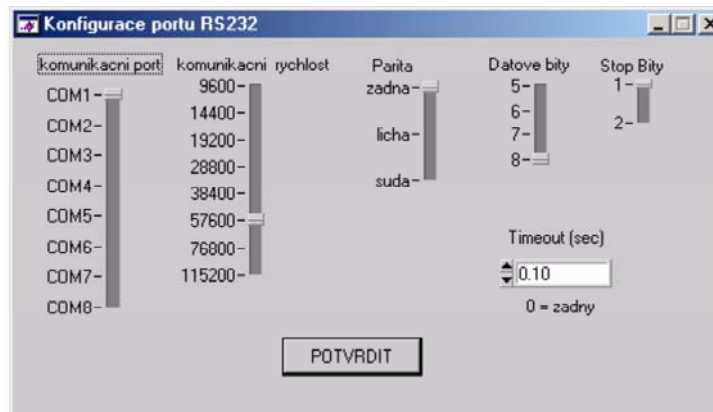 Konfigurace portu RS232
komunikacni port
COM1
COM2
COM3
COM4
COM5
COM6
COM7
COM8
komunikacni rychlost
9600
14400
19200
28800
38400
57600
76800
115200
Parita
zadna
licha
suda
Datove bity
5
6
7
8
Stop Bity
1
2
Timeout (sec)
0.10
0 = zadny
POTVRDIT